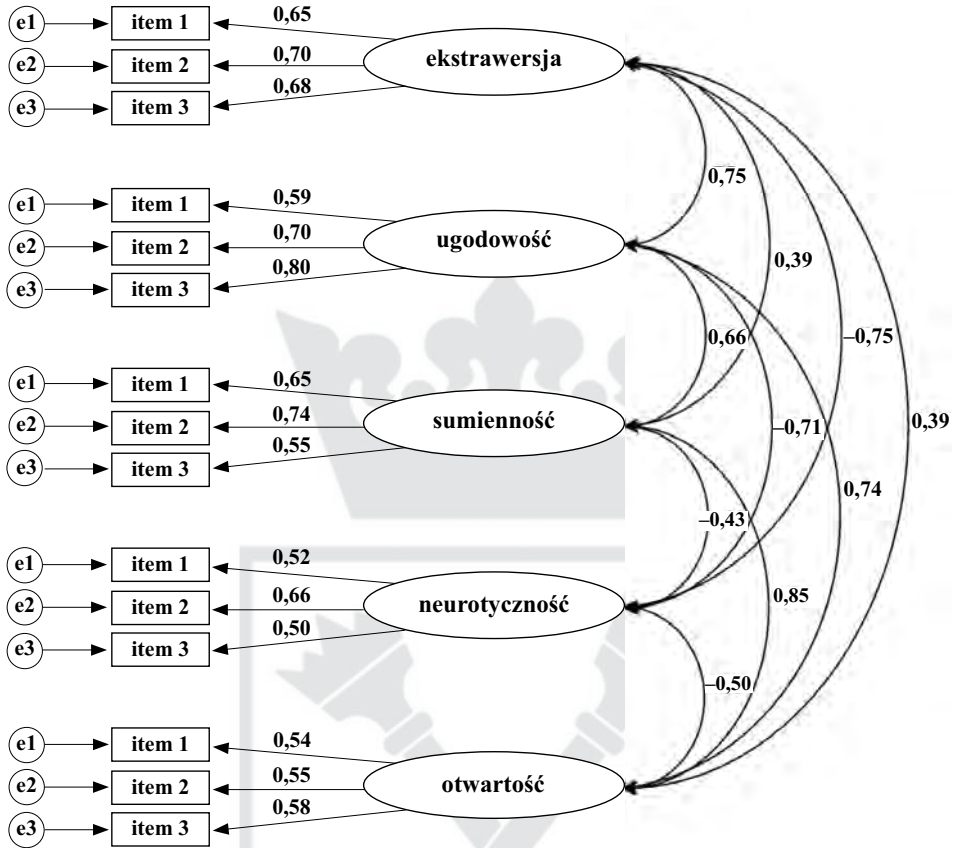 e1 item 1 0,65
e2 item 2 0,70 ekstrawersja
e3 item 3 0,68
0,75
e1 item 1 0,59
e2 item 2 0,70 ugodowość
e3 item 3 0,80
0,39
0,66
–0,75
e1 item 1 0,65
e2 item 2 0,74 sumienność
e3 item 3 0,55
–0,71
0,39
0,74
–0,43
e1 item 1 0,52
e2 item 2 0,66 neurotyczność
e3 item 3 0,50
0,85
–0,50
e1 item 1 0,54
e2 item 2 0,55 otwartość
e3 item 3 0,58